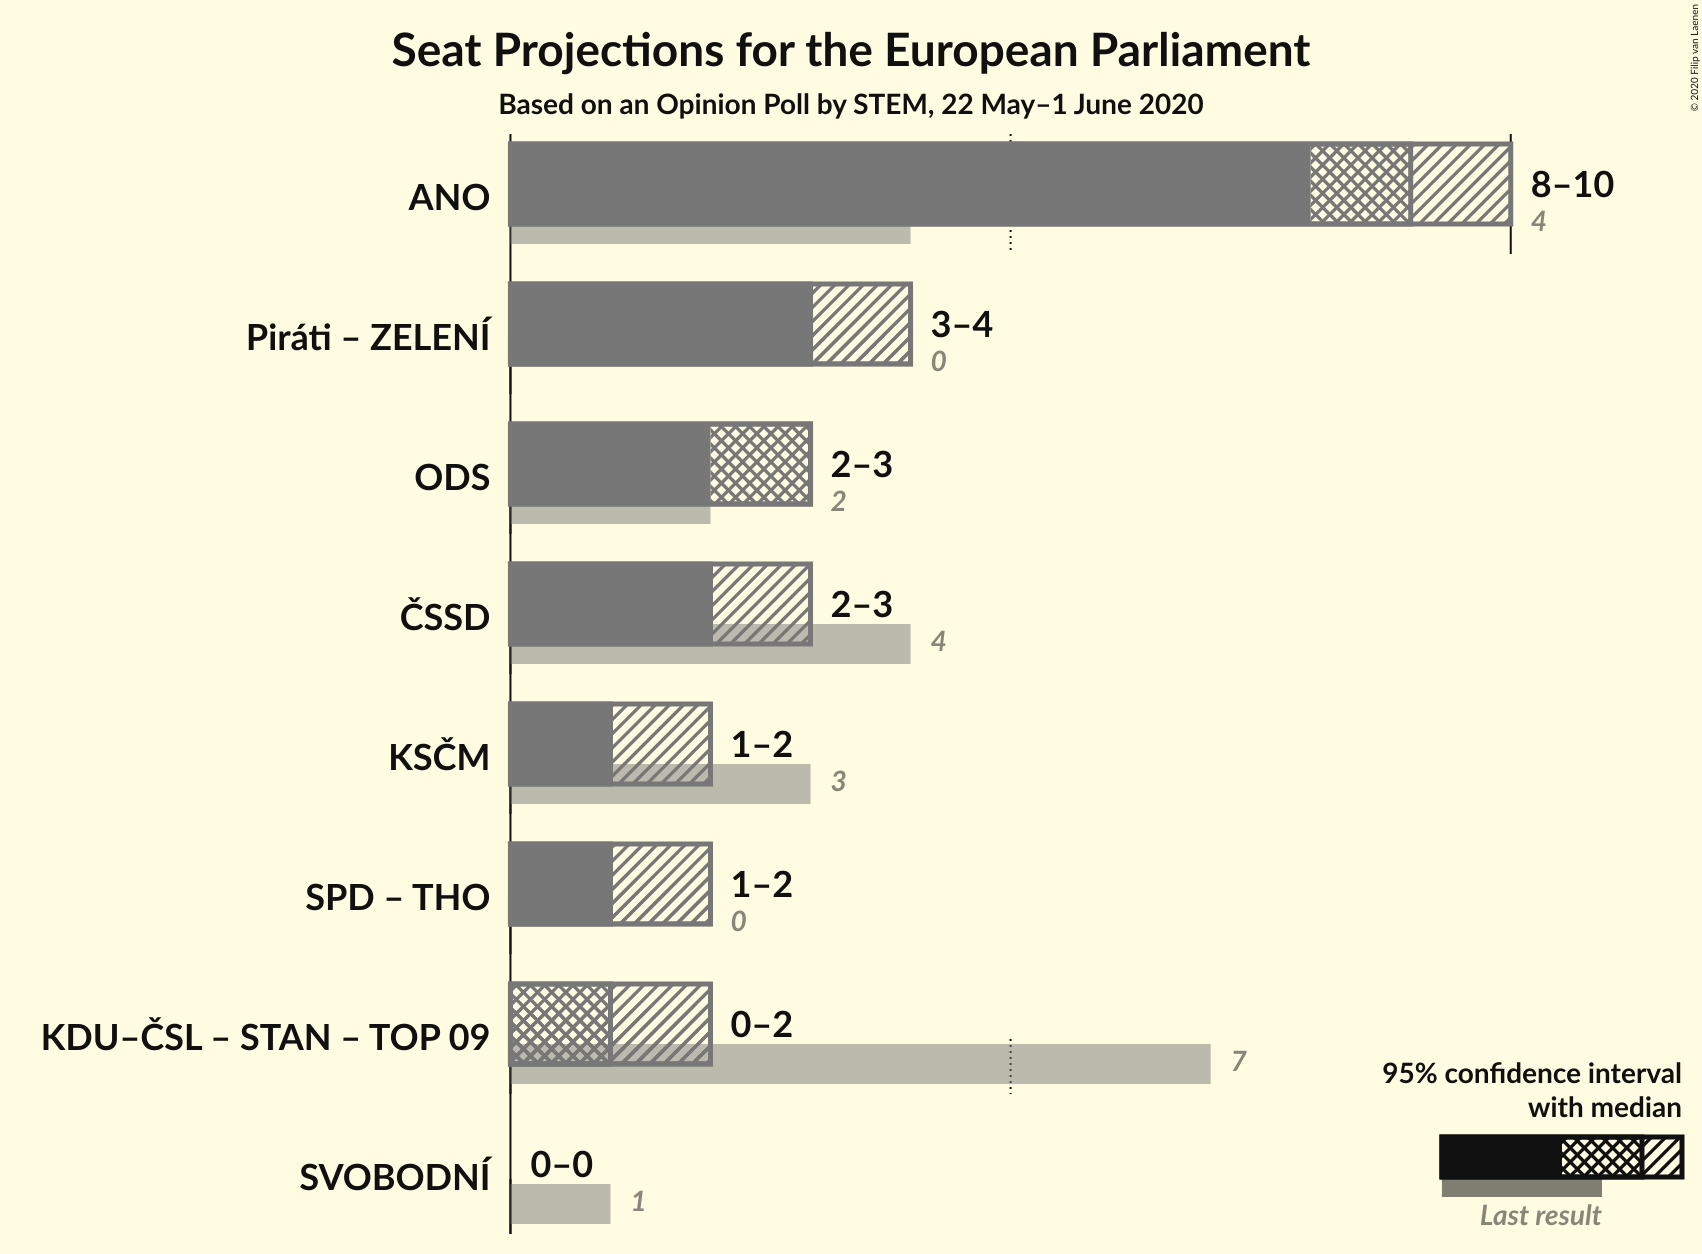 Seat Projections for the European Parliament
Based on an Opinion Poll by STEM, 22 May–1 June 2020
© 2020 Filip van Laenen
ANO
8–10
4
Piráti – ZELENÍ
3–4
0
ODS
2–3
2
ČSSD
2–3
4
KSČM
1–2
3
SPD – THO
1–2
0
KDU–ČSL – STAN – TOP 09
0–2
7
SVOBODNÍ
0–0
1
95% confidence interval
with median
Last result